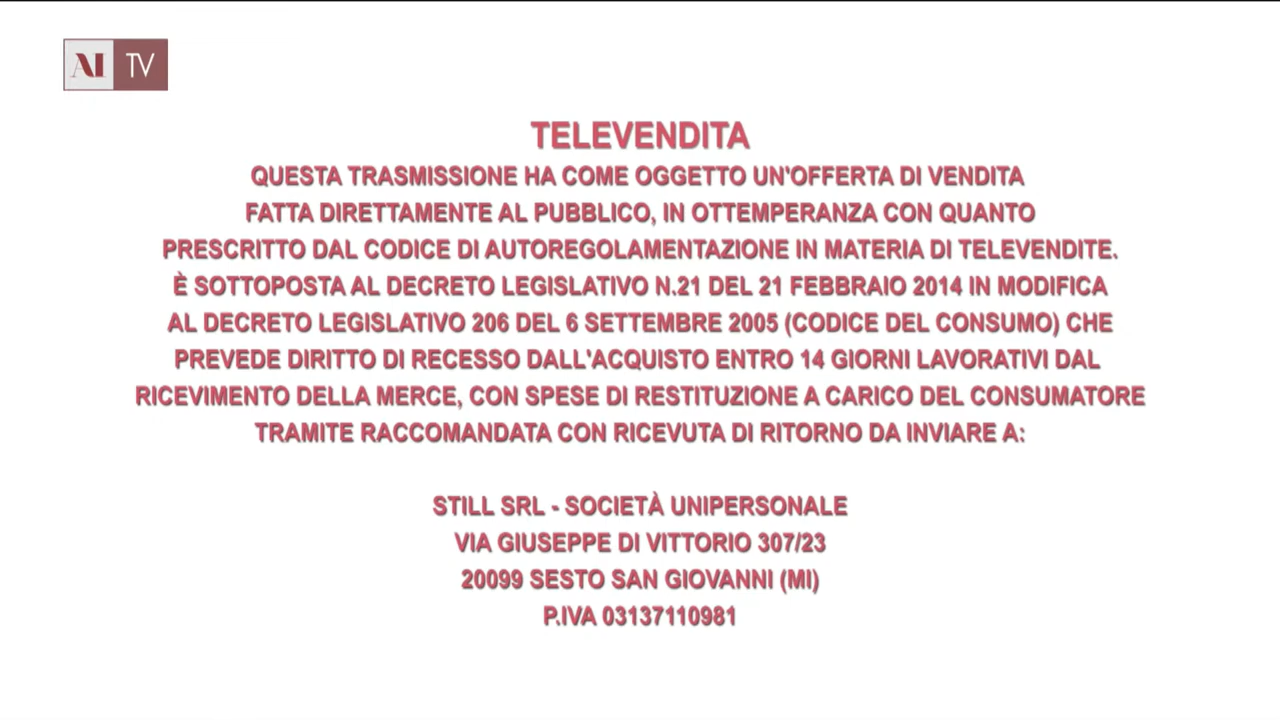 AI TV
TELEVENDITA
QUESTA TRASMISSIONE HA COME OGGETTO UN'OFFERTA DI VENDITA
FATTA DIRETTAMENTE AL PUBBLICO, IN OTTEMPERANZA CON QUANTO
PRESCRITTO DAL CODICE DI AUTOREGOLAMENTAZIONE IN MATERIA DI TELEVENDITE.
È SOTTOPOSTA AL DECRETO LEGISLATIVO N.21 DEL 21 FEBBRAIO 2014 IN MODIFICA
AL DECRETO LEGISLATIVO 206 DEL 6 SETTEMBRE 2005 (CODICE DEL CONSUMO) CHE
PREVEDE DIRITTO DI RECESSO DALL'ACQUISTO ENTRO 14 GIORNI LAVORATIVI DAL
RICEVIMENTO DELLA MERCE, CON SPESE DI RESTITUZIONE A CARICO DEL CONSUMATORE
TRAMITE RACCOMANDATA CON RICEVUTA DI RITORNO DA INVIARE A:
STILL SRL - SOCIETÀ UNIPERSONALE
VIA GIUSEPPE DI VITTORIO 307/23
20099 SESTO SAN GIOVANNI (MI)
P.IVA 03137110981